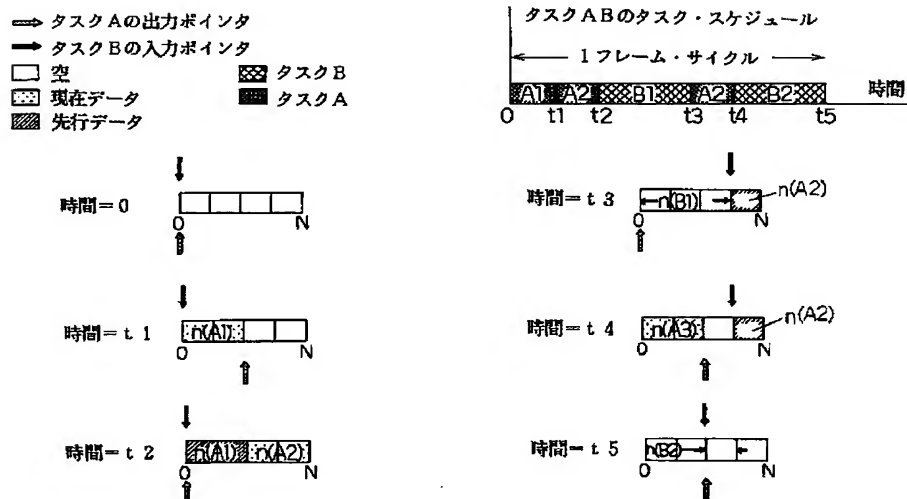 タスクAの出力ポインタ
タスクBの入力ポインタ
空
現在データ
先行データ
タスクB
タスクA
タスクABのタスク・スケジュール
1フレーム・サイクル
A1 A2 B1 A2 B2
時間
0 t1 t2 t3 t4 t5
時間=0
0 N
時間=t1
n(A1)
0 N
時間=t2
n(A1) n(A2)
0 N
時間=t3
n(B1)
n(A2)
0 N
時間=t4
n(A3)
n(A2)
0 N
時間=t5
n(B2)
0 N